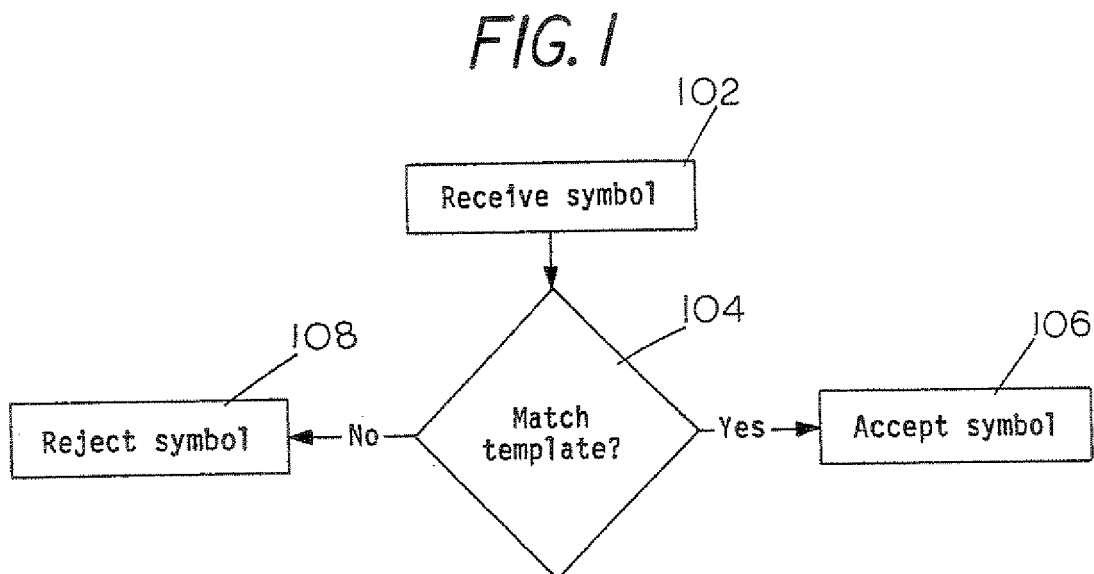 FIG. 1
102
Receive symbol
104
108
106
Reject symbol
No
Match
template?
Yes
Accept symbol